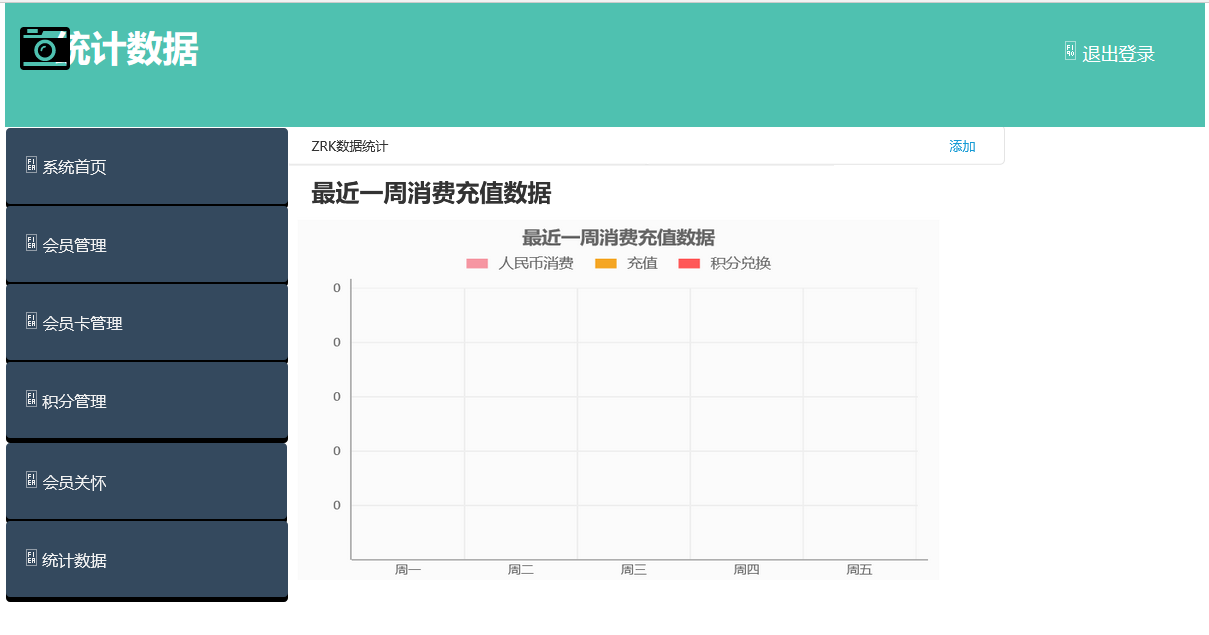 统计数据
退出登录
系统首页
会员管理
会员卡管理
积分管理
会员关怀
统计数据
ZRK数据统计
添加
最近一周消费充值数据
最近一周消费充值数据
人民币消费 充值 积分兑换
0
0
0
0
0
周一 周二 周三 周四 周五